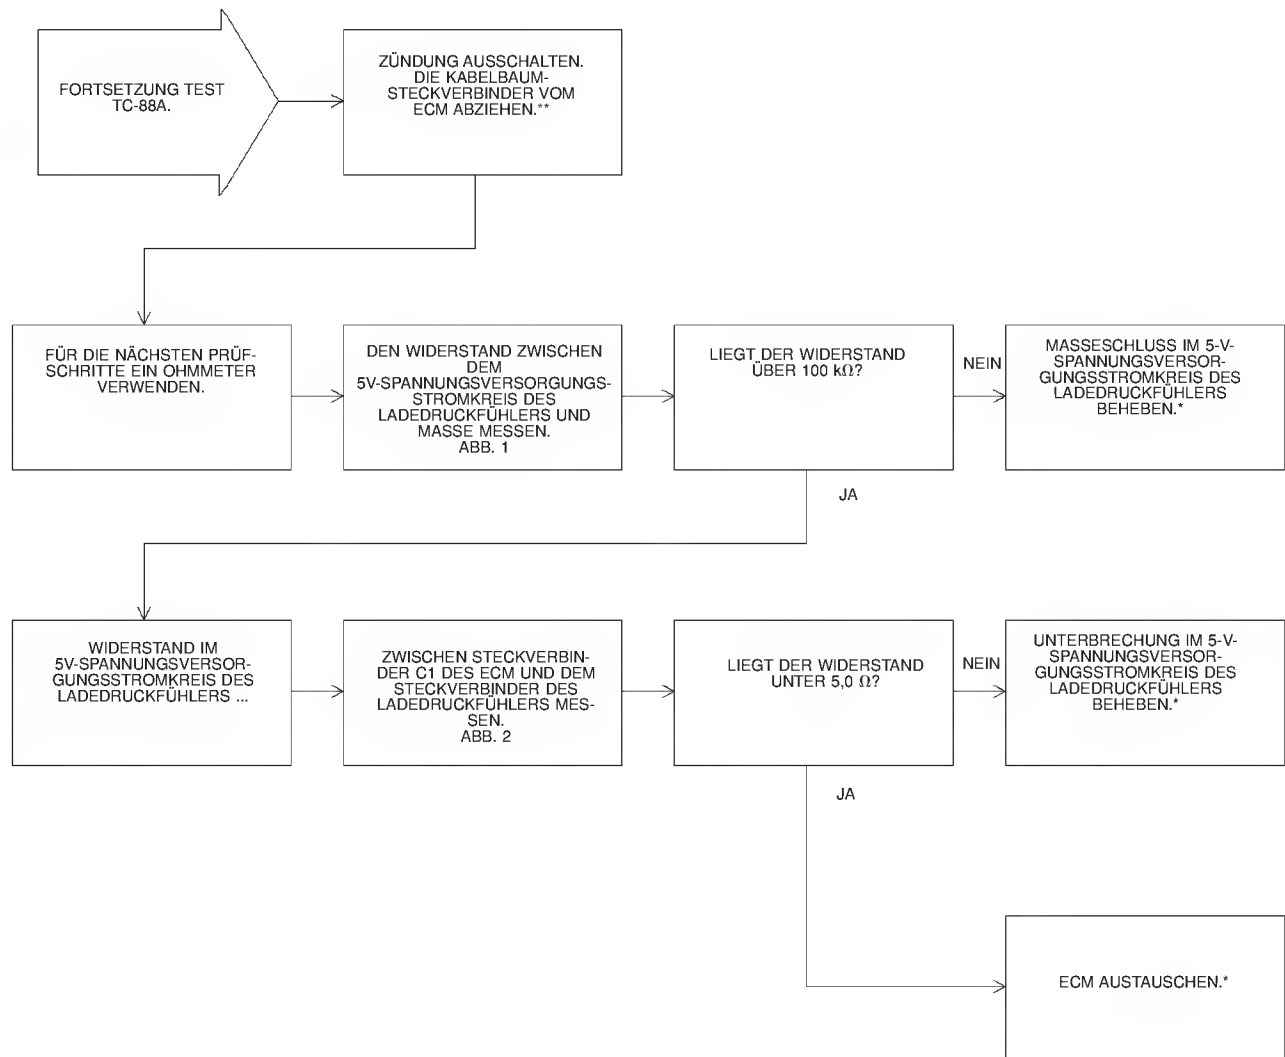 FORTSETZUNG TEST
TC-88A.
ZÜNDUNG AUSSCHALTEN.
DIE KABELBAUM-
STECKVERBINDER VOM
ECM ABZIEHEN.**
FÜR DIE NÄCHSTEN PRÜF-
SCHRITTE EIN OHMMETER
VERWENDEN.
DEN WIDERSTAND ZWISCHEN
DEM
5V-SPANNUNGSVERSORGUNGS-
STROMKREIS DES
LADEDRUCKFÜHLERS UND
MASSE MESSEN.
ABB. 1
LIEGT DER WIDERSTAND
ÜBER 100 kΩ?
NEIN
MASSESCHLUSS IM 5-V-
SPANNUNGSVERSOR-
GUNGSSTROMKREIS DES
LADEDRUCKFÜHLERS
BEHEBEN.*
JA
WIDERSTAND IM
5V-SPANNUNGSVERSOR-
GUNGSSTROMKREIS DES
LADEDRUCKFÜHLERS ...
ZWISCHEN STECKVERBIN-
DER C1 DES ECM UND DEM
STECKVERBINDER DES
LADEDRUCKFÜHLERS MES-
SEN.
ABB. 2
LIEGT DER WIDERSTAND
UNTER 5,0 Ω?
NEIN
UNTERBRECHUNG IM 5-V-
SPANNUNGSVERSOR-
GUNGSSTROMKREIS DES
LADEDRUCKFÜHLERS
BEHEBEN.*
JA
ECM AUSTAUSCHEN.*